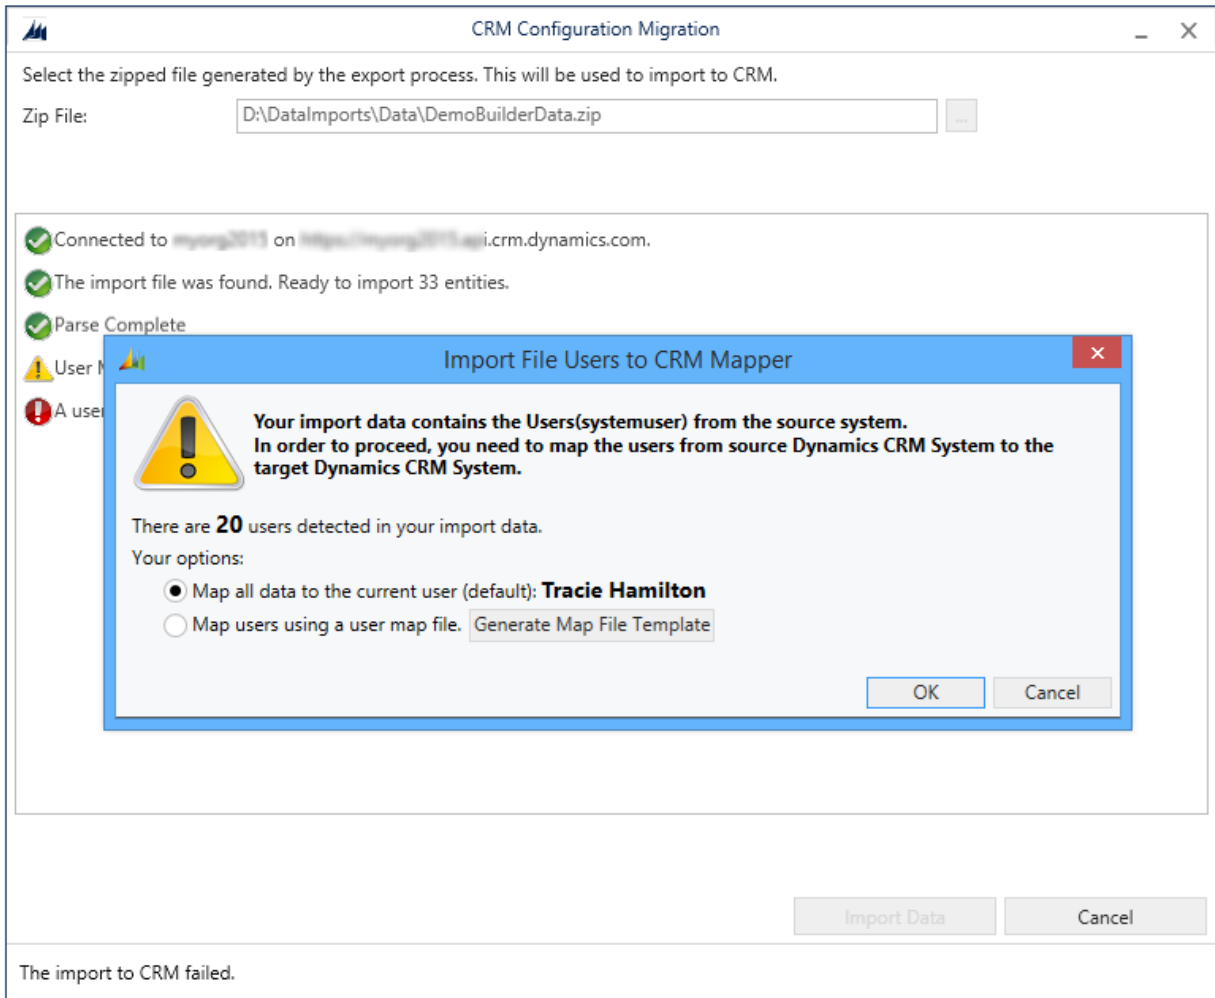 CRM Configuration Migration
Select the zipped file generated by the export process. This will be used to import to CRM.
Zip File:
D:\DataImports\Data\DemoBuilderData.zip
...
Connected to myorg2015 on https://myorg2015.api.crm.dynamics.com.
The import file was found. Ready to import 33 entities.
Parse Complete
User
A user
Import File Users to CRM Mapper
Your import data contains the Users(systemuser) from the source system.
In order to proceed, you need to map the users from source Dynamics CRM System to the
target Dynamics CRM System.
There are 20 users detected in your import data.
Your options:
Map all data to the current user (default): Tracie Hamilton
Map users using a user map file. Generate Map File Template
OK Cancel
Import Data Cancel
The import to CRM failed.